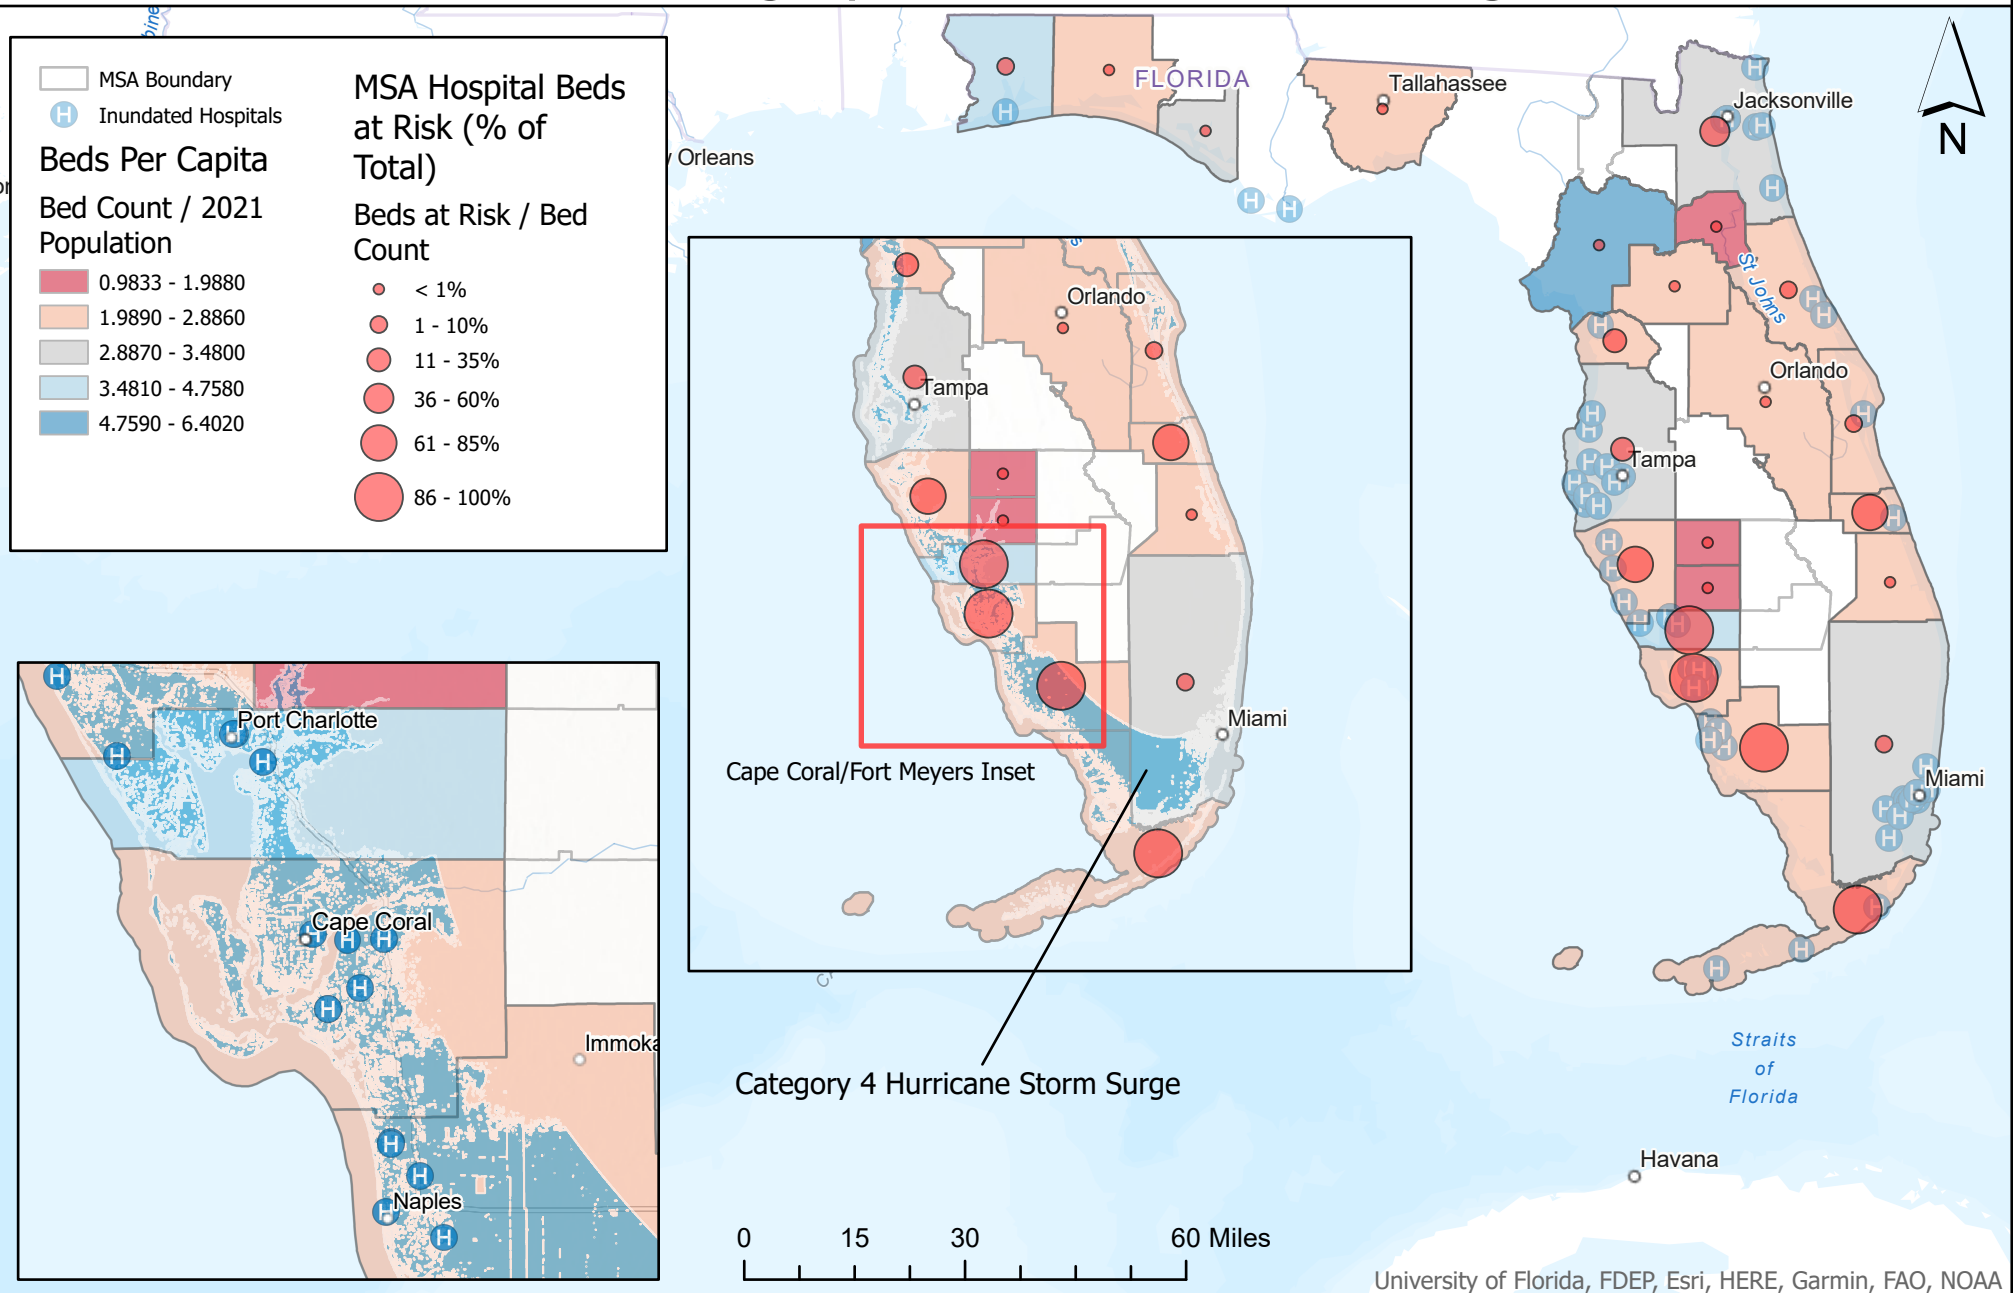 MSA Boundary
Inundated Hospitals
Beds Per Capita
Bed Count / 2021
Population
0.9833 - 1.9880
1.9890 - 2.8860
2.8870 - 3.4800
3.4810 - 4.7580
4.7590 - 6.4020
MSA Hospital Beds
at Risk (% of
Total)
Beds at Risk / Bed
Count
< 1%
1 - 10%
11 - 35%
36 - 60%
61 - 85%
86 - 100%
Orleans
FLORIDA
Tallahassee
Jacksonville
N
St Johns
Orlando
Tampa
Miami
Orlando
Tampa
Miami
Cape Coral/Fort Meyers Inset
Category 4 Hurricane Storm Surge
Port Charlotte
Cape Coral
Immoka
Naples
Straits
of
Florida
Havana
0 15 30 60 Miles
University of Florida, FDEP, Esri, HERE, Garmin, FAO, NOAA